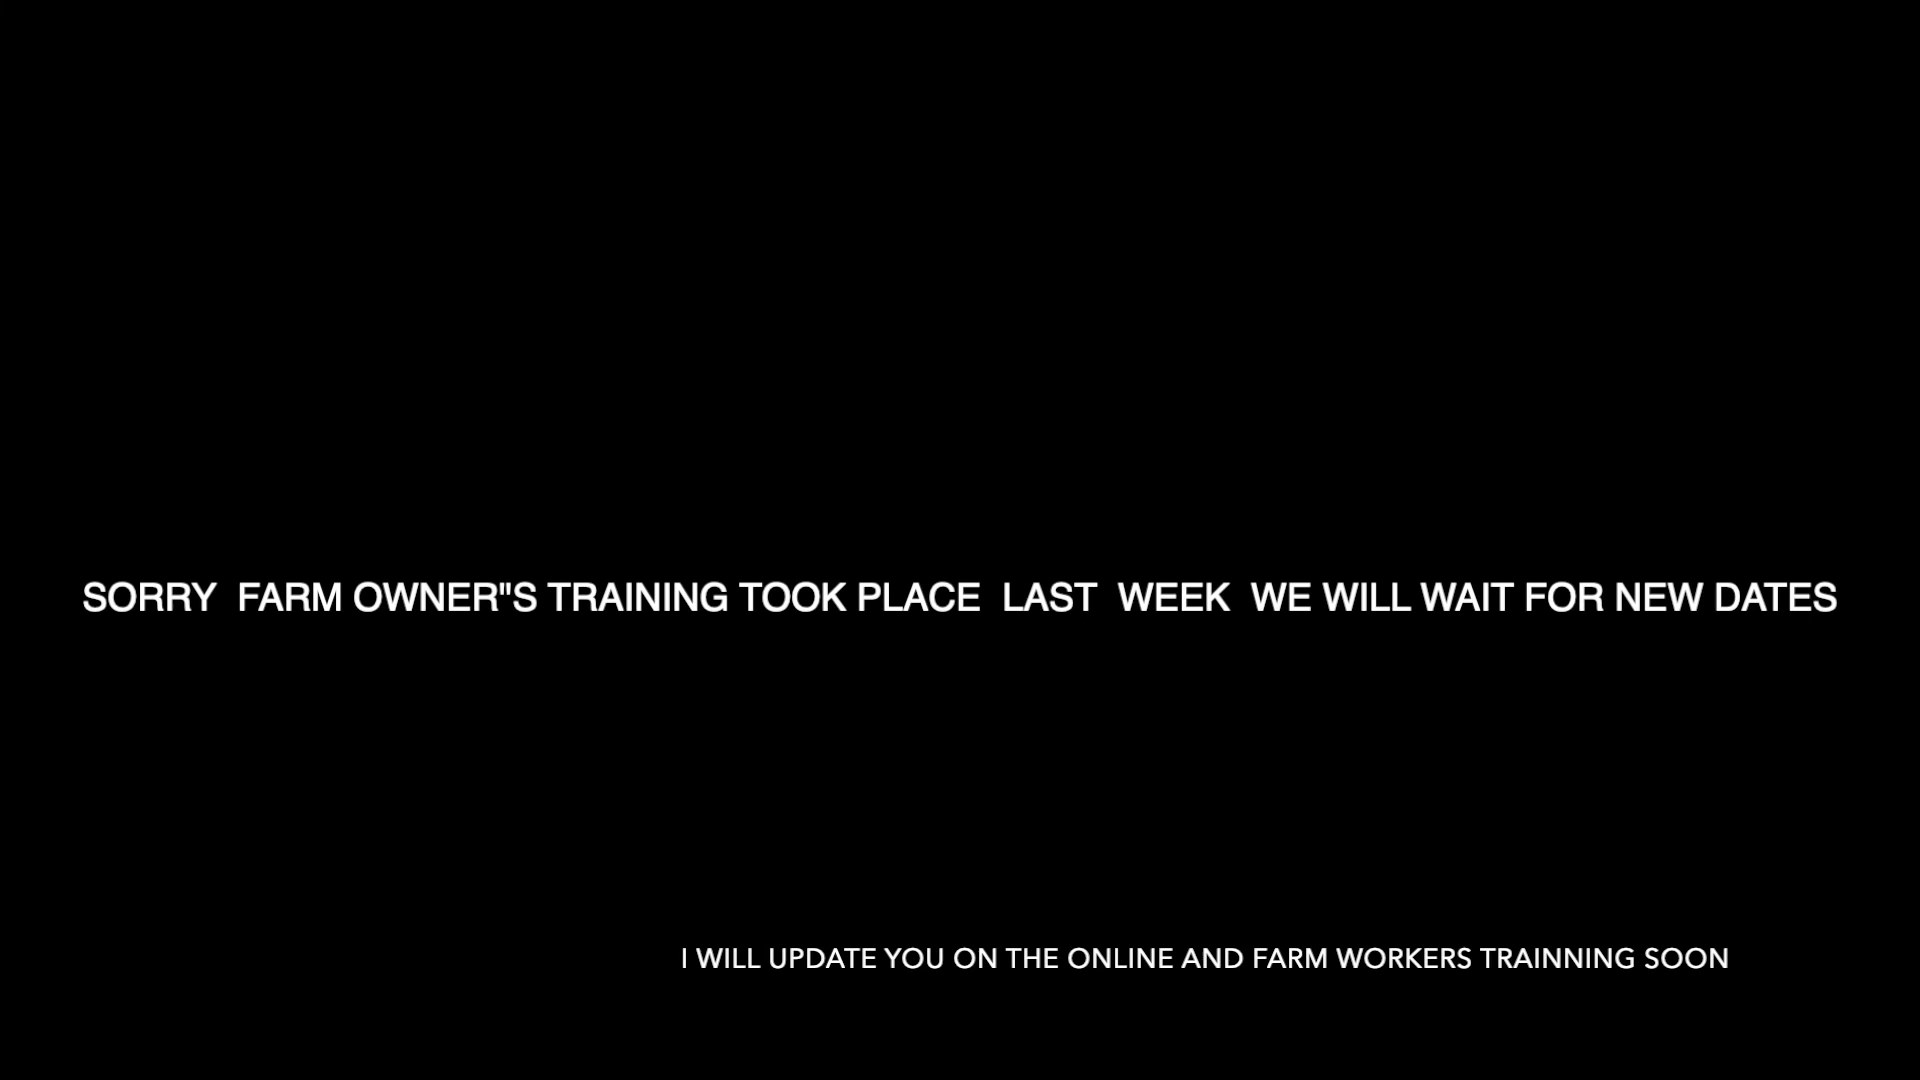 SORRY  FARM OWNER"S TRAINING TOOK PLACE  LAST  WEEK  WE WILL WAIT FOR NEW DATES
I WILL UPDATE YOU ON THE ONLINE AND FARM WORKERS TRAINNING SOON